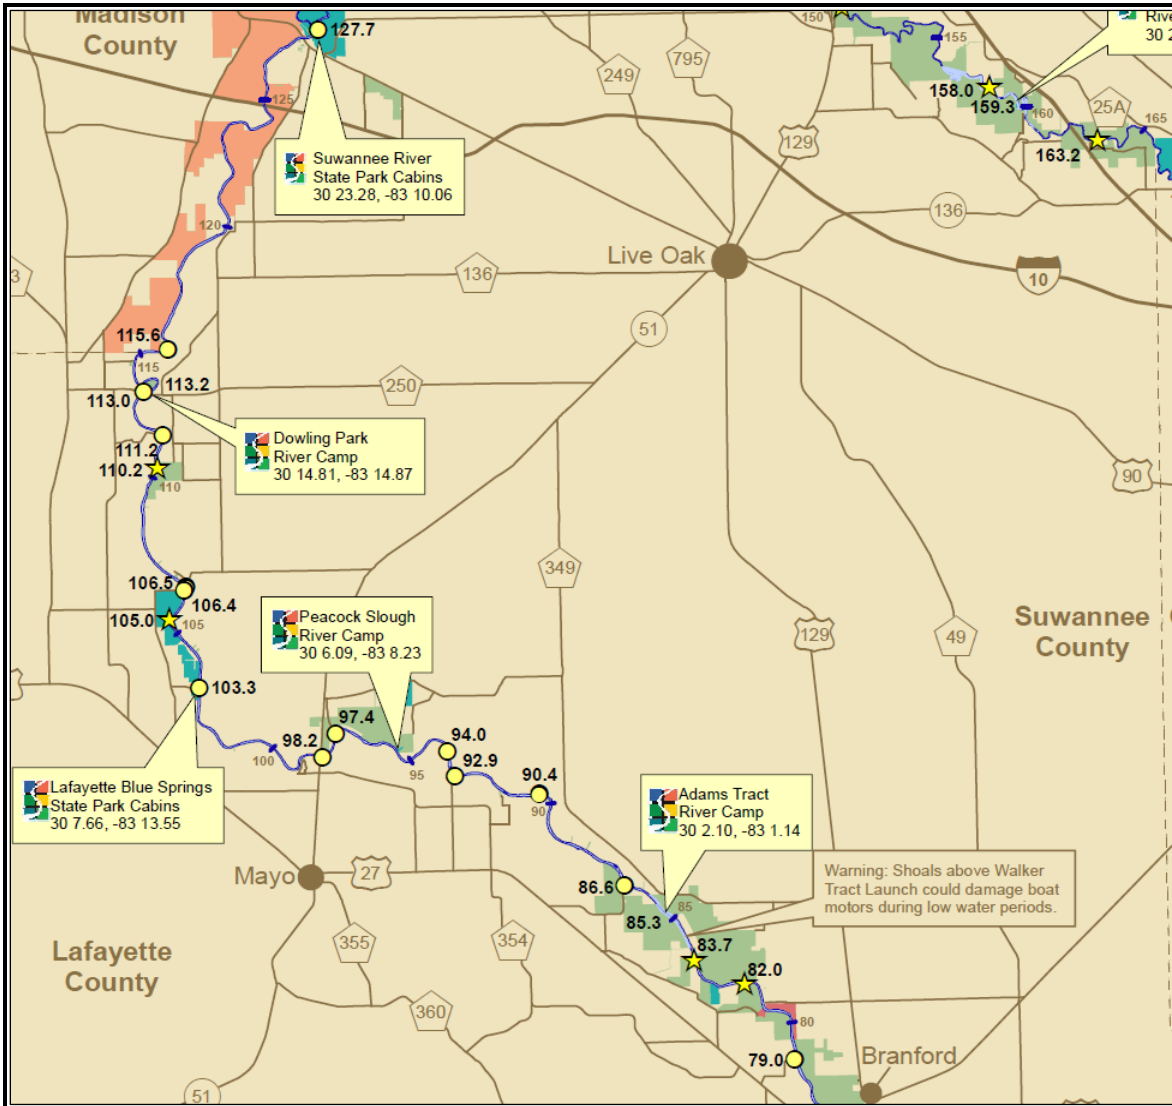 Madison
County
127.7
150
155
River
30 2
249
795
158.0
159.3
160
25A
165
125
129
163.2
Suwannee River
State Park Cabins
30 23.28, -83 10.06
120
136
Live Oak
3
136
10
51
115.6
115
113.2
113.0
250
111.2
110.2
110
Dowling Park
River Camp
30 14.81, -83 14.87
90
349
106.5
106.4
105.0
105
Peacock Slough
River Camp
30 6.09, -83 8.23
129
49
Suwannee
County
103.3
97.4
98.2
100
94.0
95
92.9
90.4
90
Lafayette Blue Springs
State Park Cabins
30 7.66, -83 13.55
Adams Tract
River Camp
30 2.10, -83 1.14
Mayo
27
86.6
85.3
85
Warning: Shoals above Walker
Tract Launch could damage boat
motors during low water periods.
Lafayette
County
355
354
83.7
82.0
360
80
79.0
Branford
51